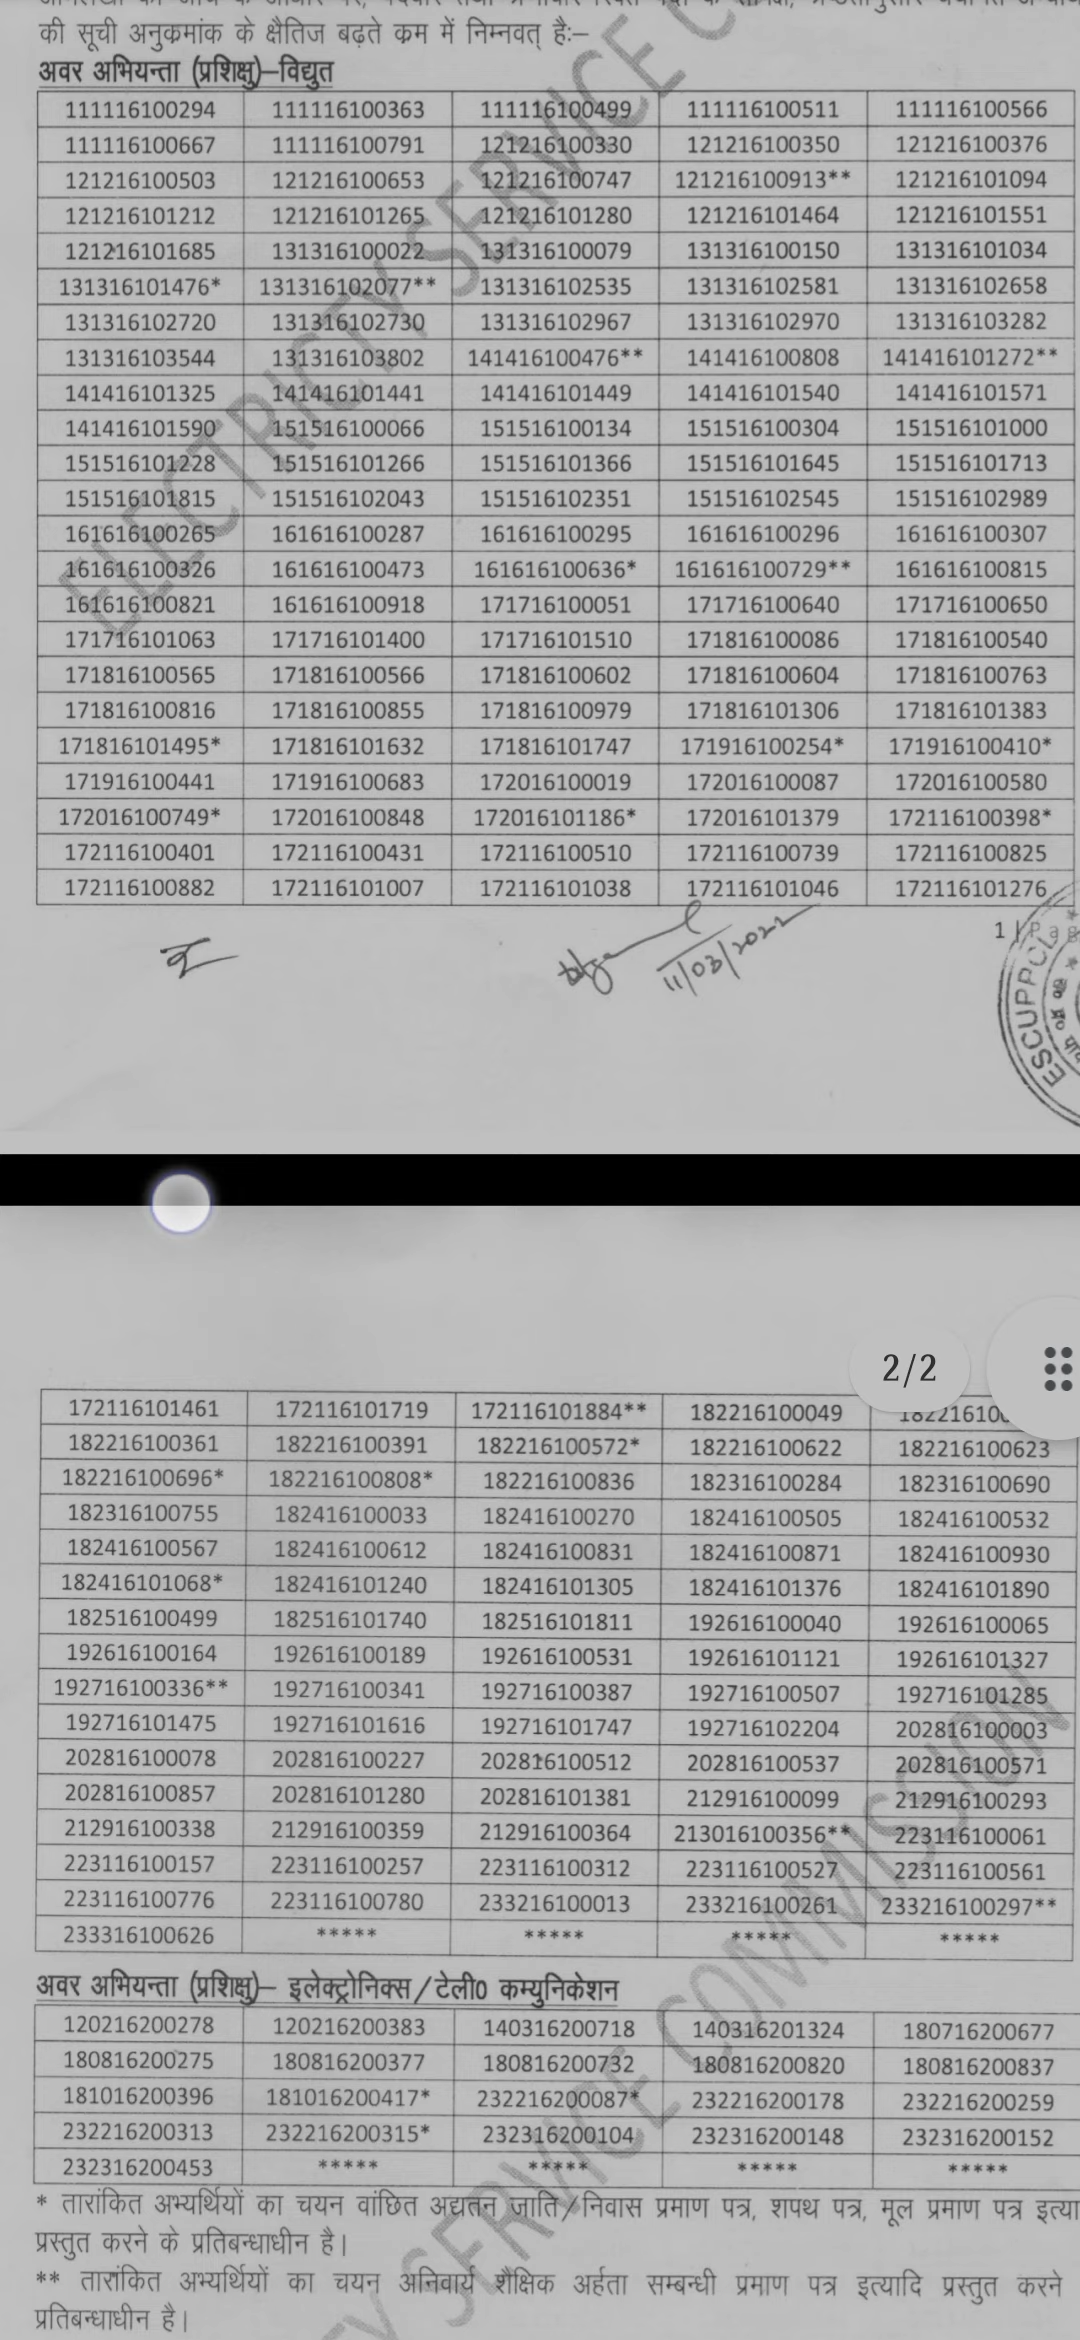 की सूची अनुक्रमांक के क्षैतिज बढ़ते क्रम में निम्नवत् हैः–
अवर अभियन्ता (प्रशिक्षु)–विद्युत
111116100294 111116100363 111116100499 111116100511 111116100566
111116100667 111116100791 121216100330 121216100350 121216100376
121216100503 121216100653 121216100747 121216100913** 121216101094
121216101212 121216101265 121216101280 121216101464 121216101551
121216101685 131316100022 131316100079 131316100150 131316101034
131316101476* 131316102077** 131316102535 131316102581 131316102658
131316102720 131316102730 131316102967 131316102970 131316103282
131316103544 131316103802 141416100476** 141416100808 141416101272**
141416101325 141416101441 141416101449 141416101540 141416101571
141416101590 151516100066 151516100134 151516100304 151516101000
151516101228 151516101266 151516101366 151516101645 151516101713
151516101815 151516102043 151516102351 151516102545 151516102989
161616100265 161616100287 161616100295 161616100296 161616100307
161616100326 161616100473 161616100636* 161616100729** 161616100815
161616100821 161616100918 171716100051 171716100640 171716100650
171716101063 171716101400 171716101510 171816100086 171816100540
171816100565 171816100566 171816100602 171816100604 171816100763
171816100816 171816100855 171816100979 171816101306 171816101383
171816101495* 171816101632 171816101747 171916100254* 171916100410*
171916100441 171916100683 172016100019 172016100087 172016100580
172016100749* 172016100848 172016101186* 172016101379 172116100398*
172116100401 172116100431 172116100510 172116100739 172116100825
172116100882 172116101007 172116101038 172116101046 172116101276
11/03/2022
1 | Pag
ESCUPPCL
2/2
172116101461 172116101719 172116101884** 182216100049
182216100361 182216100391 182216100572* 182216100622 182216100623
182216100696* 182216100808* 182216100836 182316100284 182316100690
182316100755 182416100033 182416100270 182416100505 182416100532
182416100567 182416100612 182416100831 182416100871 182416100930
182416101068* 182416101240 182416101305 182416101376 182416101890
182516100499 182516101740 182516101811 192616100040 192616100065
192616100164 192616100189 192616100531 192616101121 192616101327
192716100336** 192716100341 192716100387 192716100507 192716101285
192716101475 192716101616 192716101747 192716102204 202816100003
202816100078 202816100227 202816100512 202816100537 202816100571
202816100857 202816101280 202816101381 212916100099 212916100293
212916100338 212916100359 212916100364 213016100356** 223116100061
223116100157 223116100257 223116100312 223116100527 223116100561
223116100776 223116100780 233216100013 233216100261 233216100297**
233316100626 ***** ***** ***** *****
अवर अभियन्ता (प्रशिक्षु)– इलेक्ट्रोनिक्स/टेली0 कम्युनिकेशन
120216200278 120216200383 140316200718 140316201324 180716200677
180816200275 180816200377 180816200732 180816200820 180816200837
181016200396 181016200417* 232216200087* 232216200178 232216200259
232216200313 232216200315* 232316200104 232316200148 232316200152
232316200453 ***** ***** ***** *****
* तारांकित अभ्यर्थियों का चयन वांछित अद्यतन जाति/निवास प्रमाण पत्र, शपथ पत्र, मूल प्रमाण पत्र इत्या
प्रस्तुत करने के प्रतिबन्धाधीन है।
** तारांकित अभ्यर्थियों का चयन अनिवार्य शैक्षिक अर्हता सम्बन्धी प्रमाण पत्र इत्यादि प्रस्तुत करने
प्रतिबन्धाधीन है।
ELECTRICTY SERVICE C
TY SERVICE COMMISSION